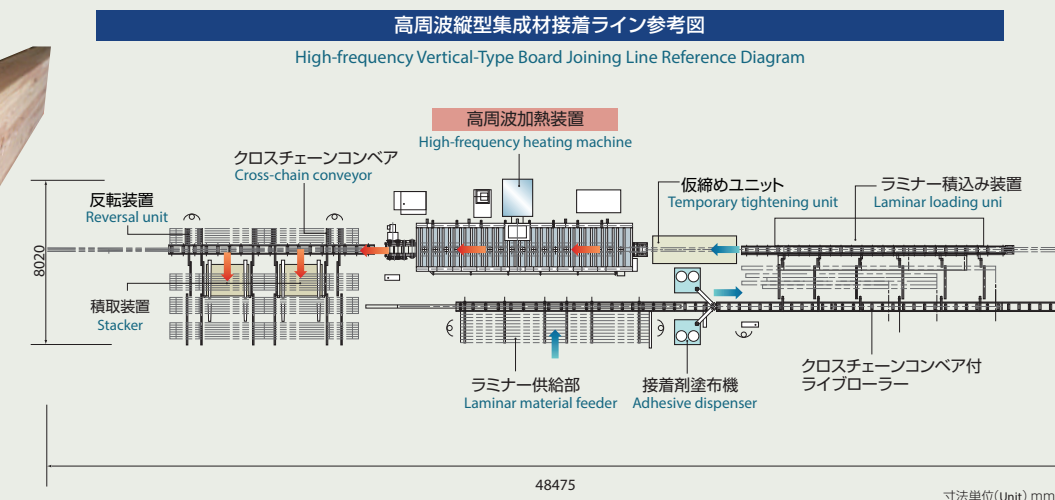 高周波縦型集成材接着ライン参考図
High-frequency Vertical-Type Board Joining Line Reference Diagram
高周波加熱装置
High-frequency heating machine
クロスチェーンコンベア
Cross-chain conveyor
反転装置
Reversal unit
仮締めユニット
Temporary tightening unit
ラミナー積込み装置
Laminar loading uni
8020
積取装置
Stacker
ラミナー供給部
Laminar material feeder
接着剤塗布機
Adhesive dispenser
クロスチェーンコンベア付
ライブローラー
48475
寸法単位(Unit) mm